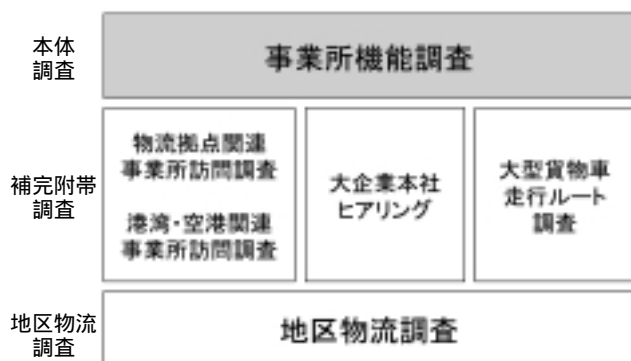 本体
調査
事業所機能調査
補完附帯
調査
物流拠点関連
事業所訪問調査
港湾・空港関連
事業所訪問調査
大企業本社
ヒアリング
大型貨物車
走行ルート
調査
地区物流
調査
地区物流調査